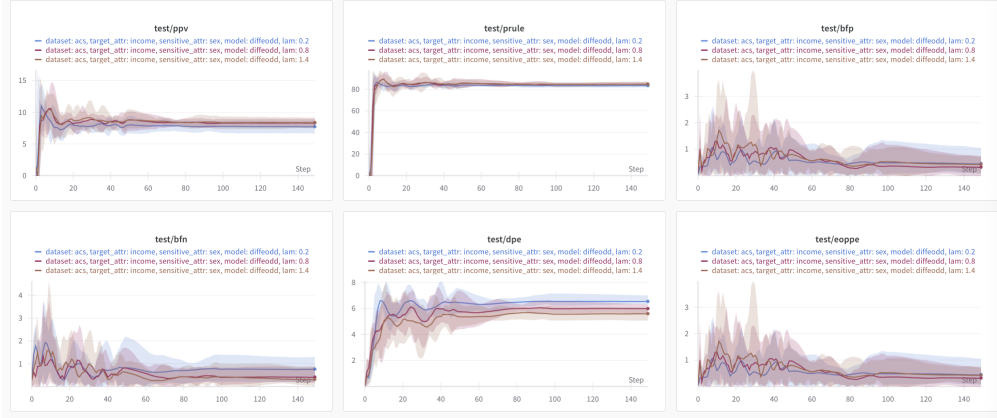 test/ppv
dataset: acs, target_attr: income, sensitive_attr: sex, model: diffeodd, lam: 0.2
dataset: acs, target_attr: income, sensitive_attr: sex, model: diffeodd, lam: 0.8
dataset: acs, target_attr: income, sensitive_attr: sex, model: diffeodd, lam: 1.4
15
10
5
0
Step
0 20 40 60 80 100 120 140
test/prule
dataset: acs, target_attr: income, sensitive_attr: sex, model: diffeodd, lam: 0.2
dataset: acs, target_attr: income, sensitive_attr: sex, model: diffeodd, lam: 0.8
dataset: acs, target_attr: income, sensitive_attr: sex, model: diffeodd, lam: 1.4
80
60
40
20
0
Step
0 20 40 60 80 100 120 140
test/bfp
dataset: acs, target_attr: income, sensitive_attr: sex, model: diffeodd, lam: 0.2
dataset: acs, target_attr: income, sensitive_attr: sex, model: diffeodd, lam: 0.8
dataset: acs, target_attr: income, sensitive_attr: sex, model: diffeodd, lam: 1.4
3
2
1
Step
0 20 40 60 80 100 120 140
test/bfn
dataset: acs, target_attr: income, sensitive_attr: sex, model: diffeodd, lam: 0.2
dataset: acs, target_attr: income, sensitive_attr: sex, model: diffeodd, lam: 0.8
dataset: acs, target_attr: income, sensitive_attr: sex, model: diffeodd, lam: 1.4
4
3
2
1
Step
0 20 40 60 80 100 120 140
test/dpe
dataset: acs, target_attr: income, sensitive_attr: sex, model: diffeodd, lam: 0.2
dataset: acs, target_attr: income, sensitive_attr: sex, model: diffeodd, lam: 0.8
dataset: acs, target_attr: income, sensitive_attr: sex, model: diffeodd, lam: 1.4
8
6
4
2
Step
0 20 40 60 80 100 120 140
test/eoppe
dataset: acs, target_attr: income, sensitive_attr: sex, model: diffeodd, lam: 0.2
dataset: acs, target_attr: income, sensitive_attr: sex, model: diffeodd, lam: 0.8
dataset: acs, target_attr: income, sensitive_attr: sex, model: diffeodd, lam: 1.4
3
2
1
Step
0 20 40 60 80 100 120 140